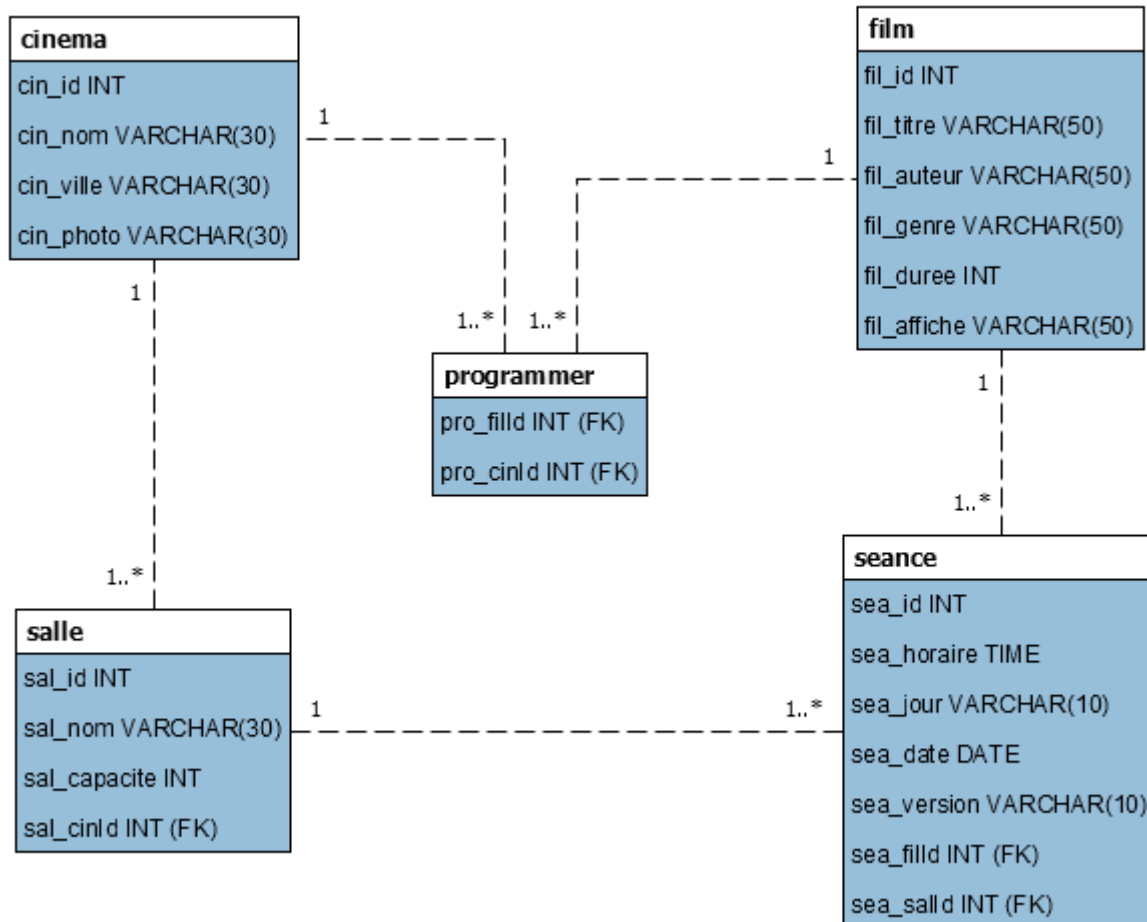 cinema
cin_id INT
cin_nom VARCHAR(30)
cin_ville VARCHAR(30)
cin_photo VARCHAR(30)
film
fil_id INT
fil_titre VARCHAR(50)
fil_auteur VARCHAR(50)
fil_genre VARCHAR(50)
fil_duree INT
fil_affiche VARCHAR(50)
1
1
1..*
1..*
programmer
pro_filId INT (FK)
pro_cinId INT (FK)
1
1..*
1
1..*
salle
sal_id INT
sal_nom VARCHAR(30)
sal_capacite INT
sal_cinId INT (FK)
1
1..*
seance
sea_id INT
sea_horaire TIME
sea_jour VARCHAR(10)
sea_date DATE
sea_version VARCHAR(10)
sea_filId INT (FK)
sea_salId INT (FK)